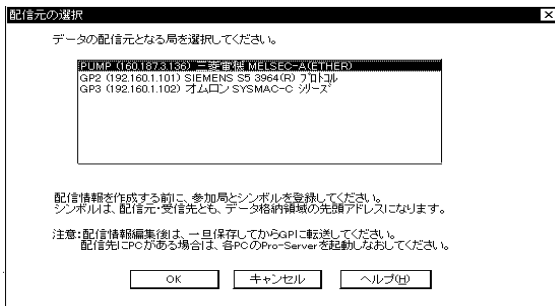 配信元の選択
データの配信元となる局を選択してください。
PUMP (160.187.3.136) 三菱電機 MELSEC-A(ETHER)
GP2 (192.160.1.101) SIEMENS S5 3964(R) プロトコル
GP3 (192.160.1.102) オムロン SYSMAC-C シリーズ
配信情報を作成する前に、参加局とシンボルを登録してください。
シンボルは、配信元・受信先とも、データ格納領域の先頭アドレスになります。
注意:配信情報編集後は、一旦保存してからGPに転送してください。
配信先にPCがある場合は、各PCのPro-Serverを起動しなおしてください。
OK キャンセル ヘルプ(H)